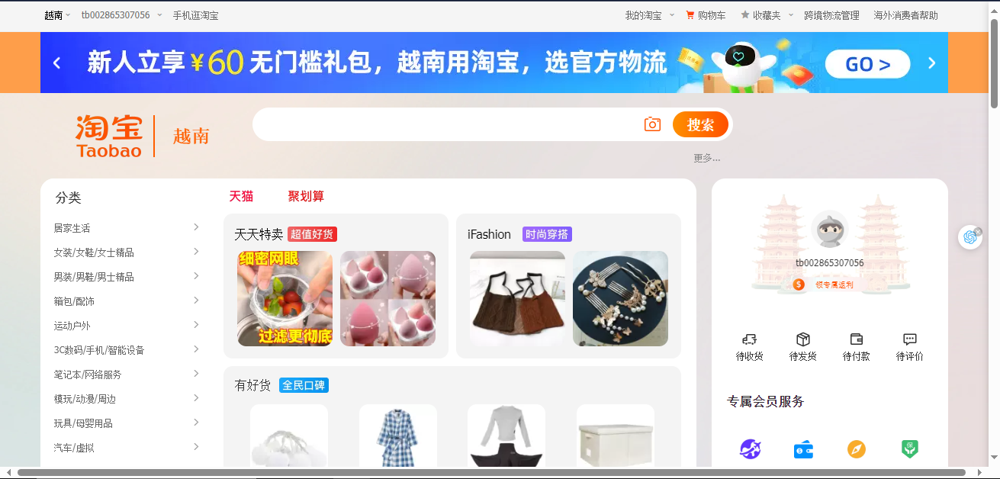 越南 tb002865307056 手机逛淘宝 我的淘宝 购物车 收藏夹 跨境物流管理 海外消费者帮助
新人立享¥60无门槛礼包，越南用淘宝，选官方物流 GO >
淘宝 Taobao 越南
搜索
更多...
分类
居家生活
女装/女鞋/女士精品
男装/男鞋/男士精品
箱包/配饰
运动户外
3C数码/手机/智能设备
笔记本/网络服务
模玩/动漫/周边
玩具/母婴用品
汽车/虚拟
天猫 聚划算
天天特卖 超值好货
细密网眼
过滤更彻底
iFashion 时尚穿搭
有好货 全民口碑
tb002865307056
$ 领专属返利
待收货 待发货 待付款 待评价
专属会员服务
保